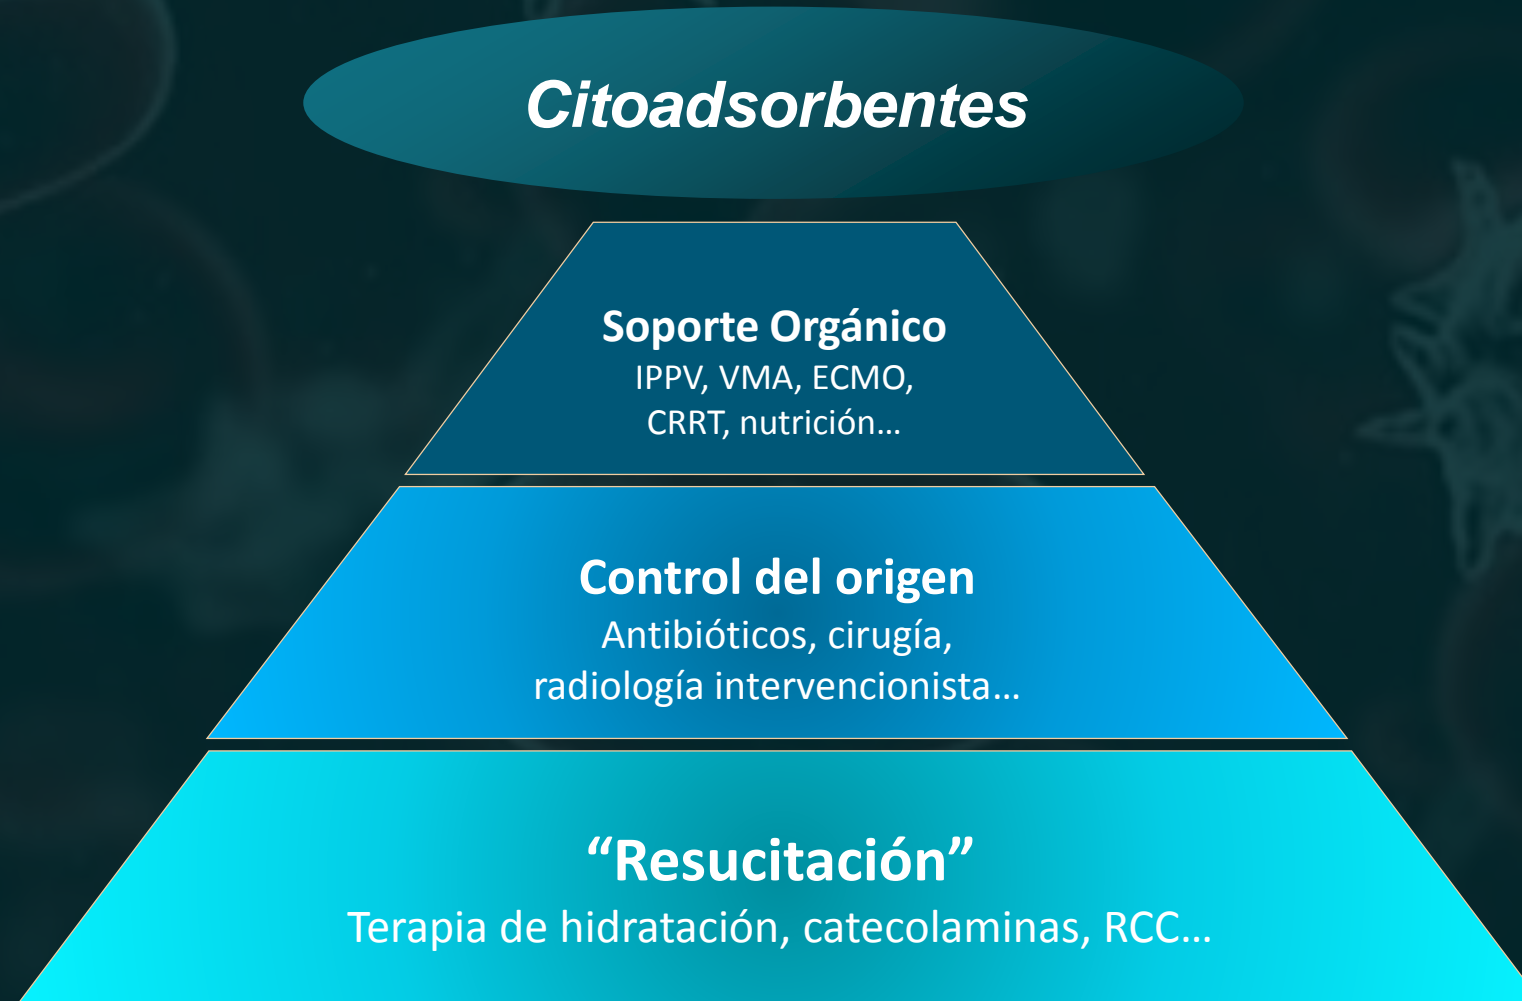 Citoadsorbentes
Soporte Orgánico
IPPV, VMA, ECMO,
CRRT, nutrición...
Control del origen
Antibióticos, cirugía,
radiología intervencionista...
“Resucitación”
Terapia de hidratación, catecolaminas, RCC...